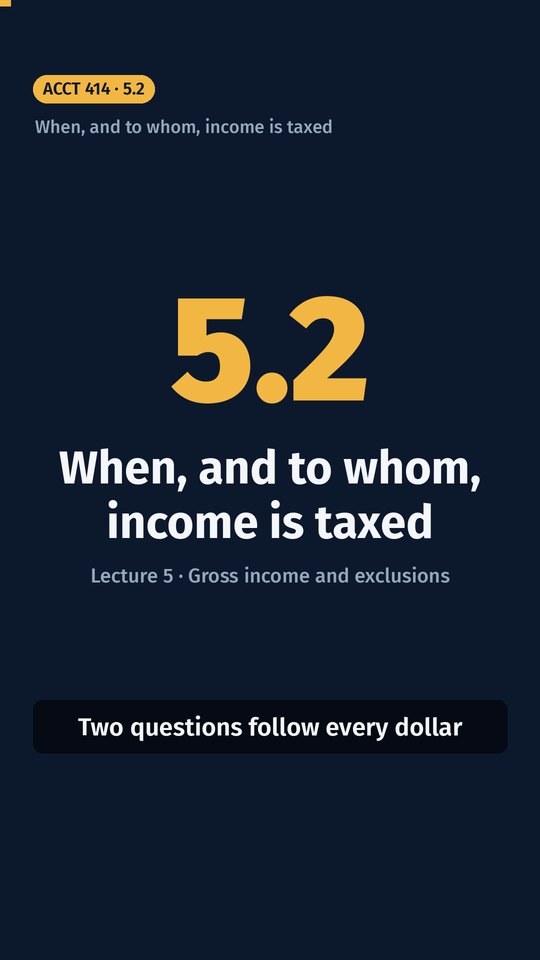 ACCT 414 · 5.2
When, and to whom, income is taxed
5.2
When, and to whom,
income is taxed
Lecture 5 · Gross income and exclusions
Two questions follow every dollar